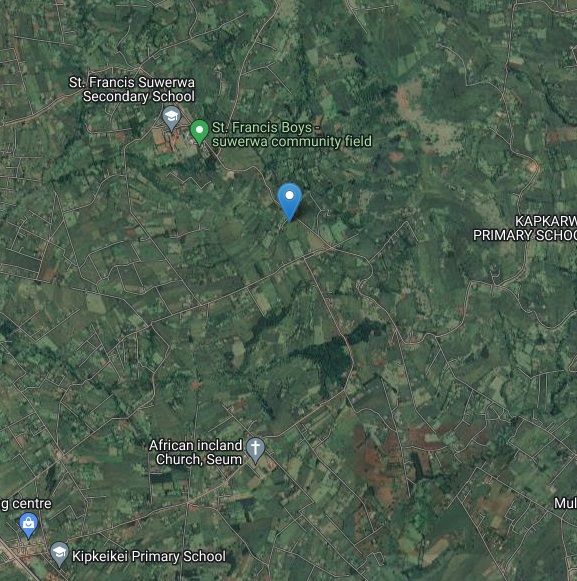 St. Francis Suwerwa
Secondary School
St. Francis Boys -
suwerwa community field
KAPKARW
PRIMARY SCHOO
African incland
Church, Seum
g centre
Mul
Kipkeikei Primary School